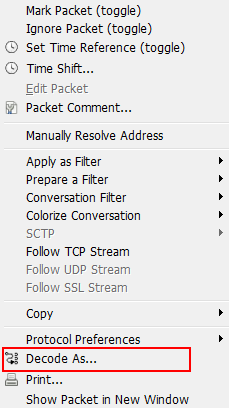 Mark Packet (toggle)
Ignore Packet (toggle)
Set Time Reference (toggle)
Time Shift...
Edit Packet
Packet Comment...
Manually Resolve Address
Apply as Filter
Prepare a Filter
Conversation Filter
Colorize Conversation
SCTP
Follow TCP Stream
Follow UDP Stream
Follow SSL Stream
Copy
Protocol Preferences
Decode As...
Print...
Show Packet in New Window